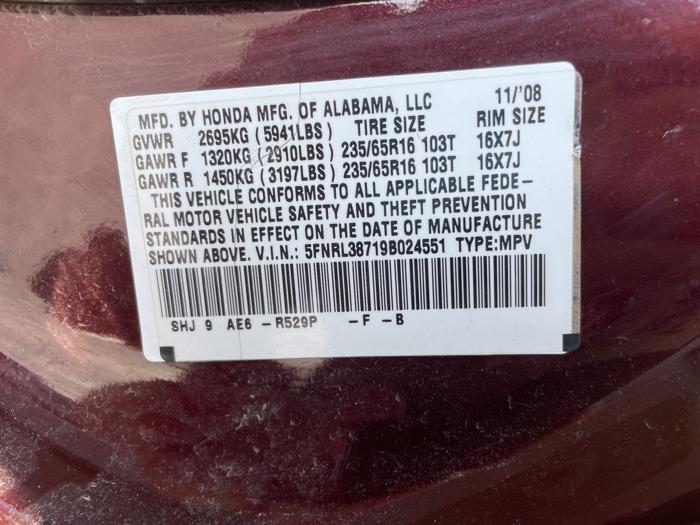 MFD. BY HONDA MFG. OF ALABAMA, LLC 11/'08
GVWR 2695KG (5941LBS) TIRE SIZE RIM SIZE
GAWR F 1320KG (2910LBS) 235/65R16 103T 16X7J
GAWR R 1450KG (3197LBS) 235/65R16 103T 16X7J
THIS VEHICLE CONFORMS TO ALL APPLICABLE FEDE-
RAL MOTOR VEHICLE SAFETY AND THEFT PREVENTION
STANDARDS IN EFFECT ON THE DATE OF MANUFACTURE
SHOWN ABOVE. V.I.N.: 5FNRL38719B024551 TYPE:MPV
SHJ 9 AE6 -R529P -F -B